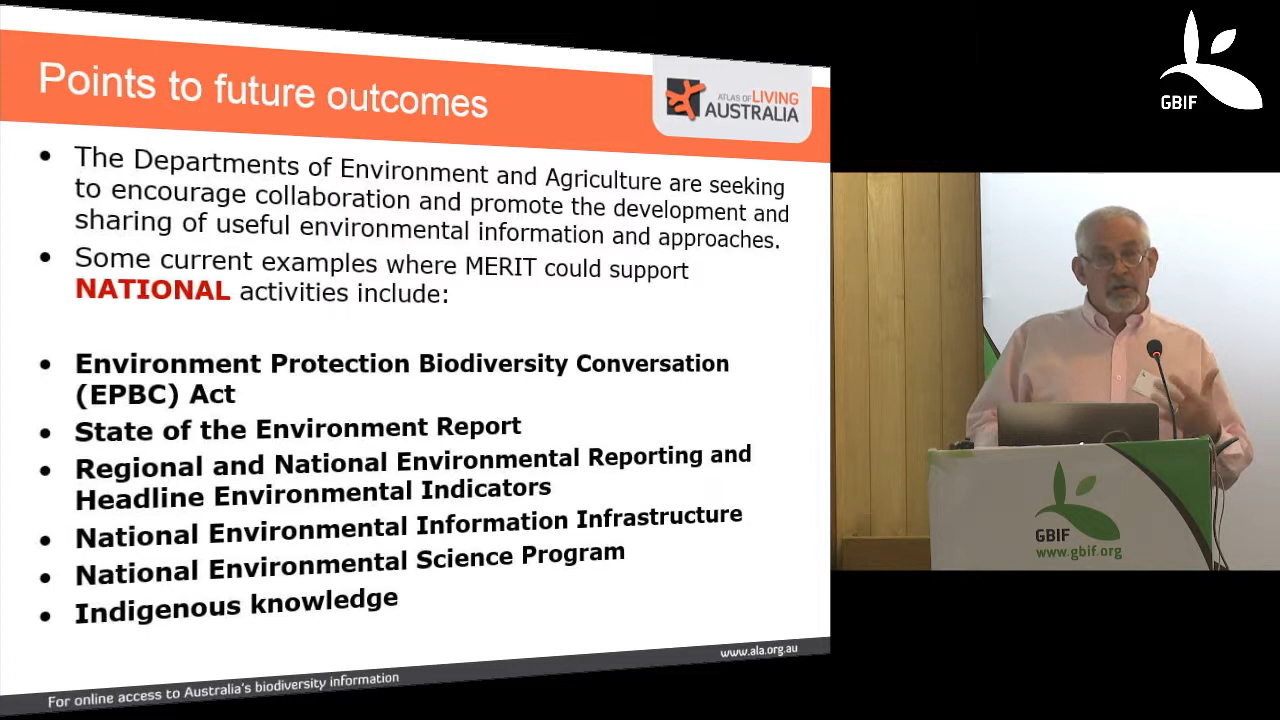 Points to future outcomes
ATLAS OF LIVING
AUSTRALIA
• The Departments of Environment and Agriculture are seeking
to encourage collaboration and promote the development and
sharing of useful environmental information and approaches.
• Some current examples where MERIT could support
NATIONAL activities include:
• Environment Protection Biodiversity Conversation
(EPBC) Act
• State of the Environment Report
• Regional and National Environmental Reporting and
Headline Environmental Indicators
• National Environmental Information Infrastructure
• National Environmental Science Program
• Indigenous knowledge
www.ala.org.au
For online access to Australia's biodiversity information
GBIF
GBIF
www.gbif.org